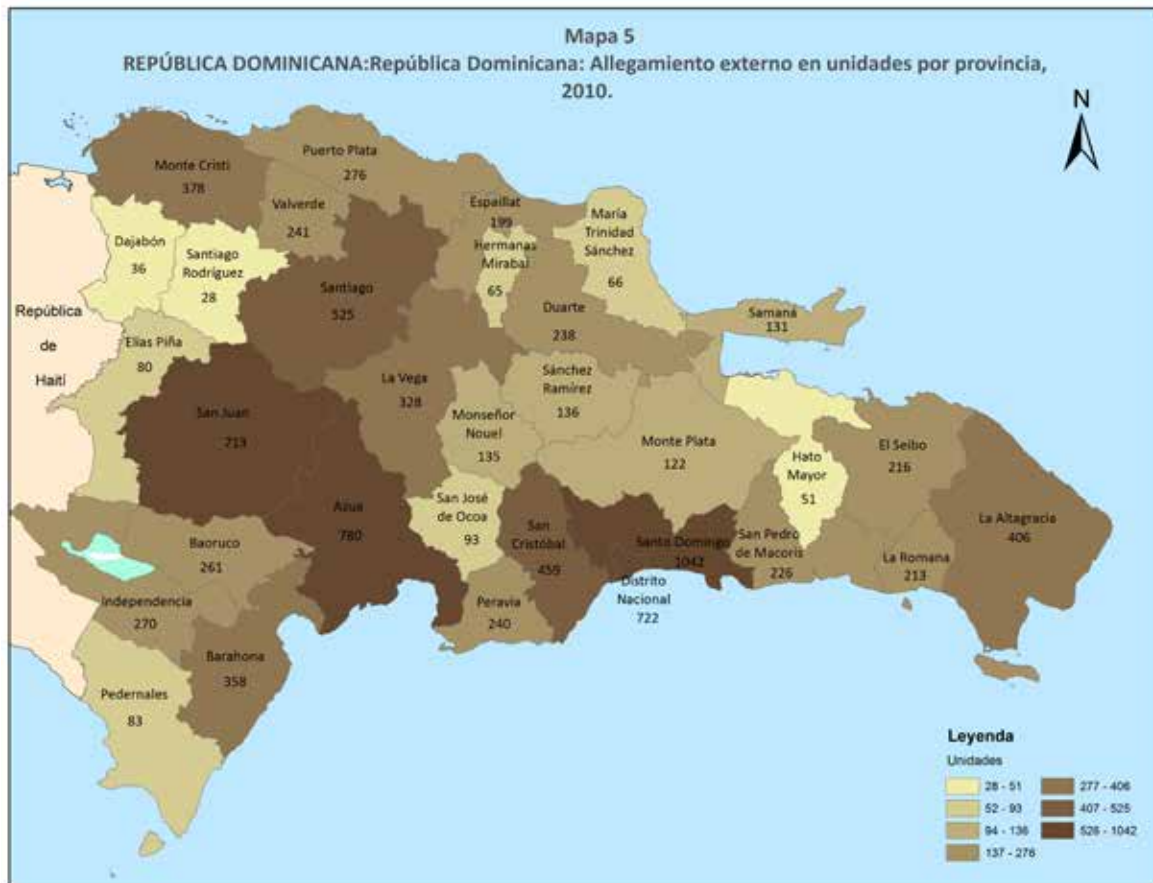 Mapa 5
REPÚBLICA DOMINICANA:República Dominicana: Allegamiento externo en unidades por provincia,
2010.
N
Monte Cristi
378
Puerto Plata
276
Valverde
241
Espaillat
199
María
Trinidad
Sánchez
66
Dajabón
36
Santiago
Rodríguez
28
Hermanas
Mirabal
65
Santiago
525
Duarte
238
Samaná
131
República
de
Haití
Elías Piña
80
La Vega
328
Sánchez
Ramírez
136
San Juan
713
Monseñor
Nouel
135
Monte Plata
122
Hato
Mayor
51
El Seibo
216
La Altagracia
406
Azua
780
San José
de Ocoa
93
San
Cristóbal
459
Santo Domingo
1042
San Pedro
de Macorís
226
La Romana
213
Distrito
Nacional
722
Baoruco
261
Independencia
270
Peravia
240
Barahona
358
Pedernales
83
Leyenda
Unidades
28 - 51
52 - 93
94 - 136
137 - 276
277 - 406
407 - 525
526 - 1042